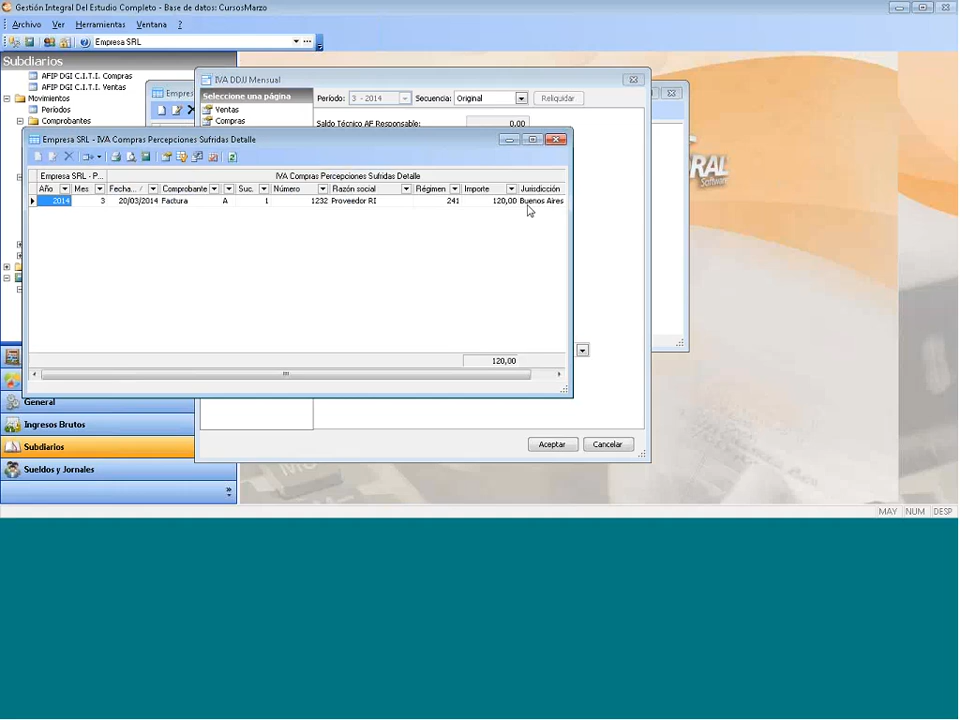 Gestión Integral Del Estudio Completo - Base de datos: CursosMarzo
Archivo Ver Herramientas Ventana ?
Empresa SRL
Subdiarios
AFIP DGI C.I.T.I. Compras
AFIP DGI C.I.T.I. Ventas
Movimientos
Períodos
Comprobantes
Empres
IVA DDJJ Mensual
Seleccione una página
Ventas
Compras
Período: 3 - 2014 Secuencia: Original Reliquidar
Saldo Técnico AF Responsable: 0,00
Empresa SRL - IVA Compras Percepciones Sufridas Detalle
Empresa SRL - P... IVA Compras Percepciones Sufridas Detalle
Año Mes Fecha... Comprobante Suc. Número Razón social Régimen Importe Jurisdicción
2014 3 20/03/2014 Factura A 1 1232 Proveedor RI 241 120,00 Buenos Aires
120,00
General
Ingresos Brutos
Subdiarios
Sueldos y Jornales
Aceptar Cancelar
RAL
Software
MAY NUM DESP